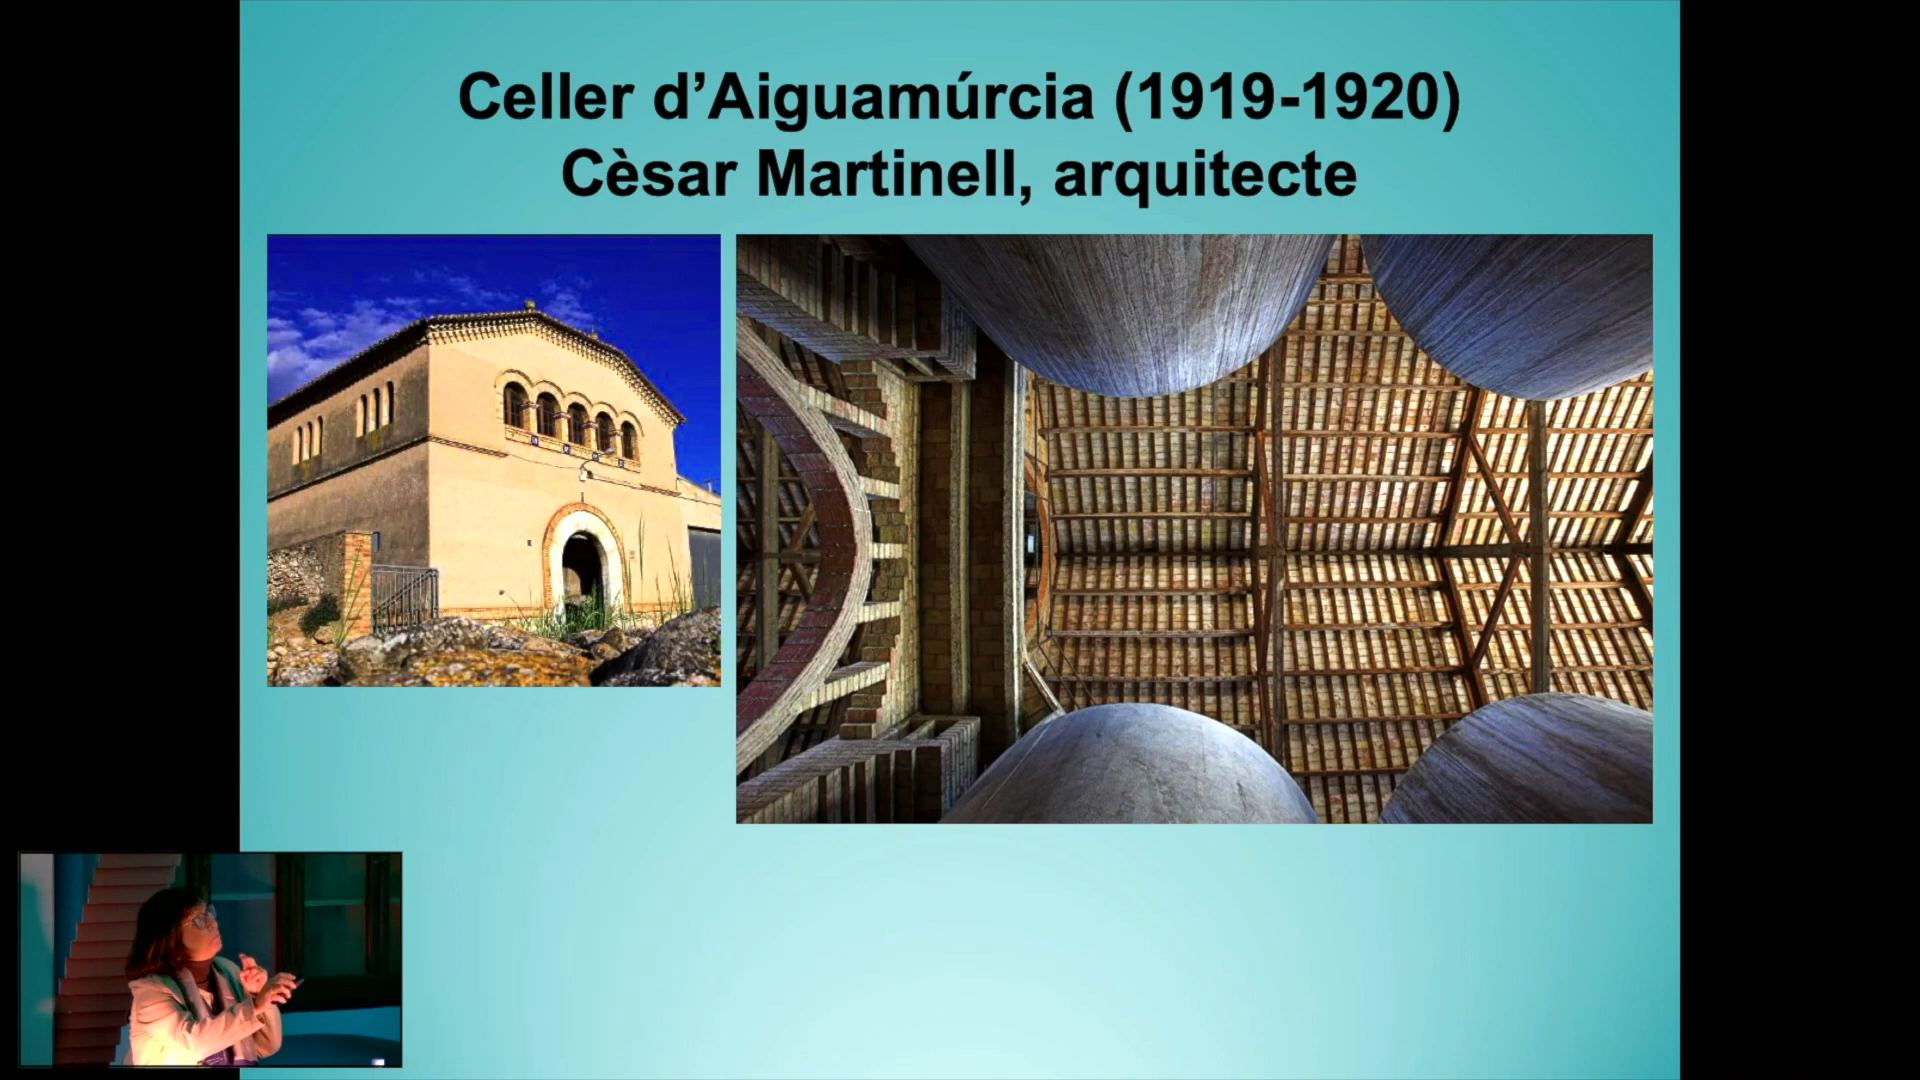 Celler d’Aiguamúrcia (1919-1920)
Cèsar Martinell, arquitecte